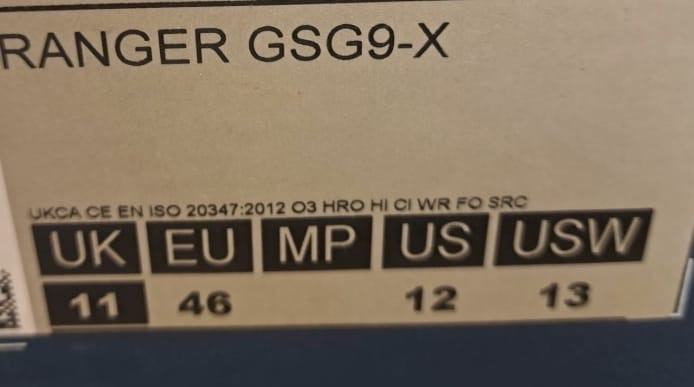 RANGER GSG9-X
UKCA CE EN ISO 20347:2012 O3 HRO HI CI WR FO SRC
UK EU MP US USW
11 46 12 13